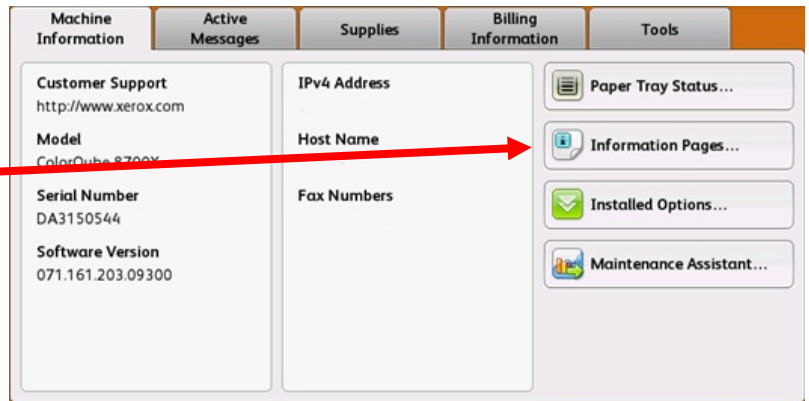 Machine Information
Active Messages
Supplies
Billing Information
Tools
Customer Support
http://www.xerox.com
Model
ColorQube 8700X
Serial Number
DA3150544
Software Version
071.161.203.09300
IPv4 Address
Host Name
Fax Numbers
Paper Tray Status...
Information Pages...
Installed Options...
Maintenance Assistant...